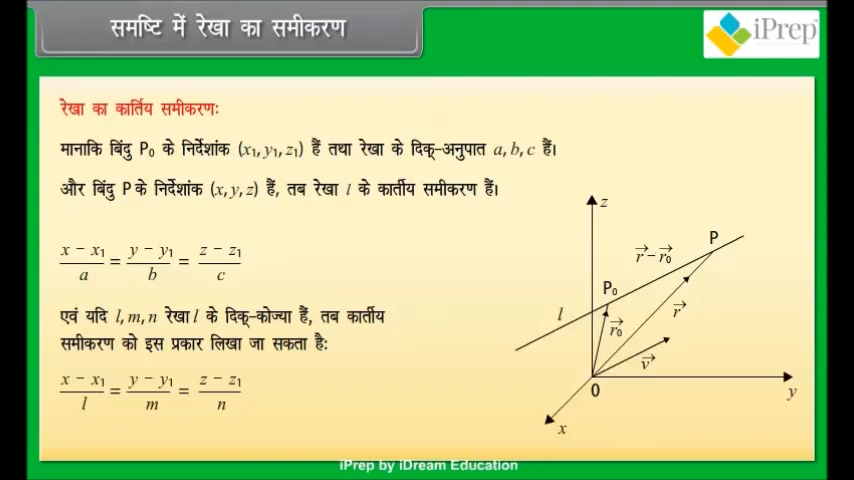 समष्टि में रेखा का समीकरण
iPrep
रेखा का कार्तिय समीकरणः
मानाकि बिंदु P₀ के निर्देशांक (x₁, y₁, z₁) हैं तथा रेखा के दिक्-अनुपात a, b, c हैं।
और बिंदु P के निर्देशांक (x, y, z) हैं, तब रेखा l के कार्तीय समीकरण हैं।
(x − x₁)/a = (y − y₁)/b = (z − z₁)/c
एवं यदि l, m, n रेखा l के दिक्-कोज्या हैं, तब कार्तीय
समीकरण को इस प्रकार लिखा जा सकता हैः
(x − x₁)/l = (y − y₁)/m = (z − z₁)/n
z
P
r⃗ − r⃗₀
P₀
l
r⃗₀
r⃗
v⃗
O
y
x
iPrep by iDream Education